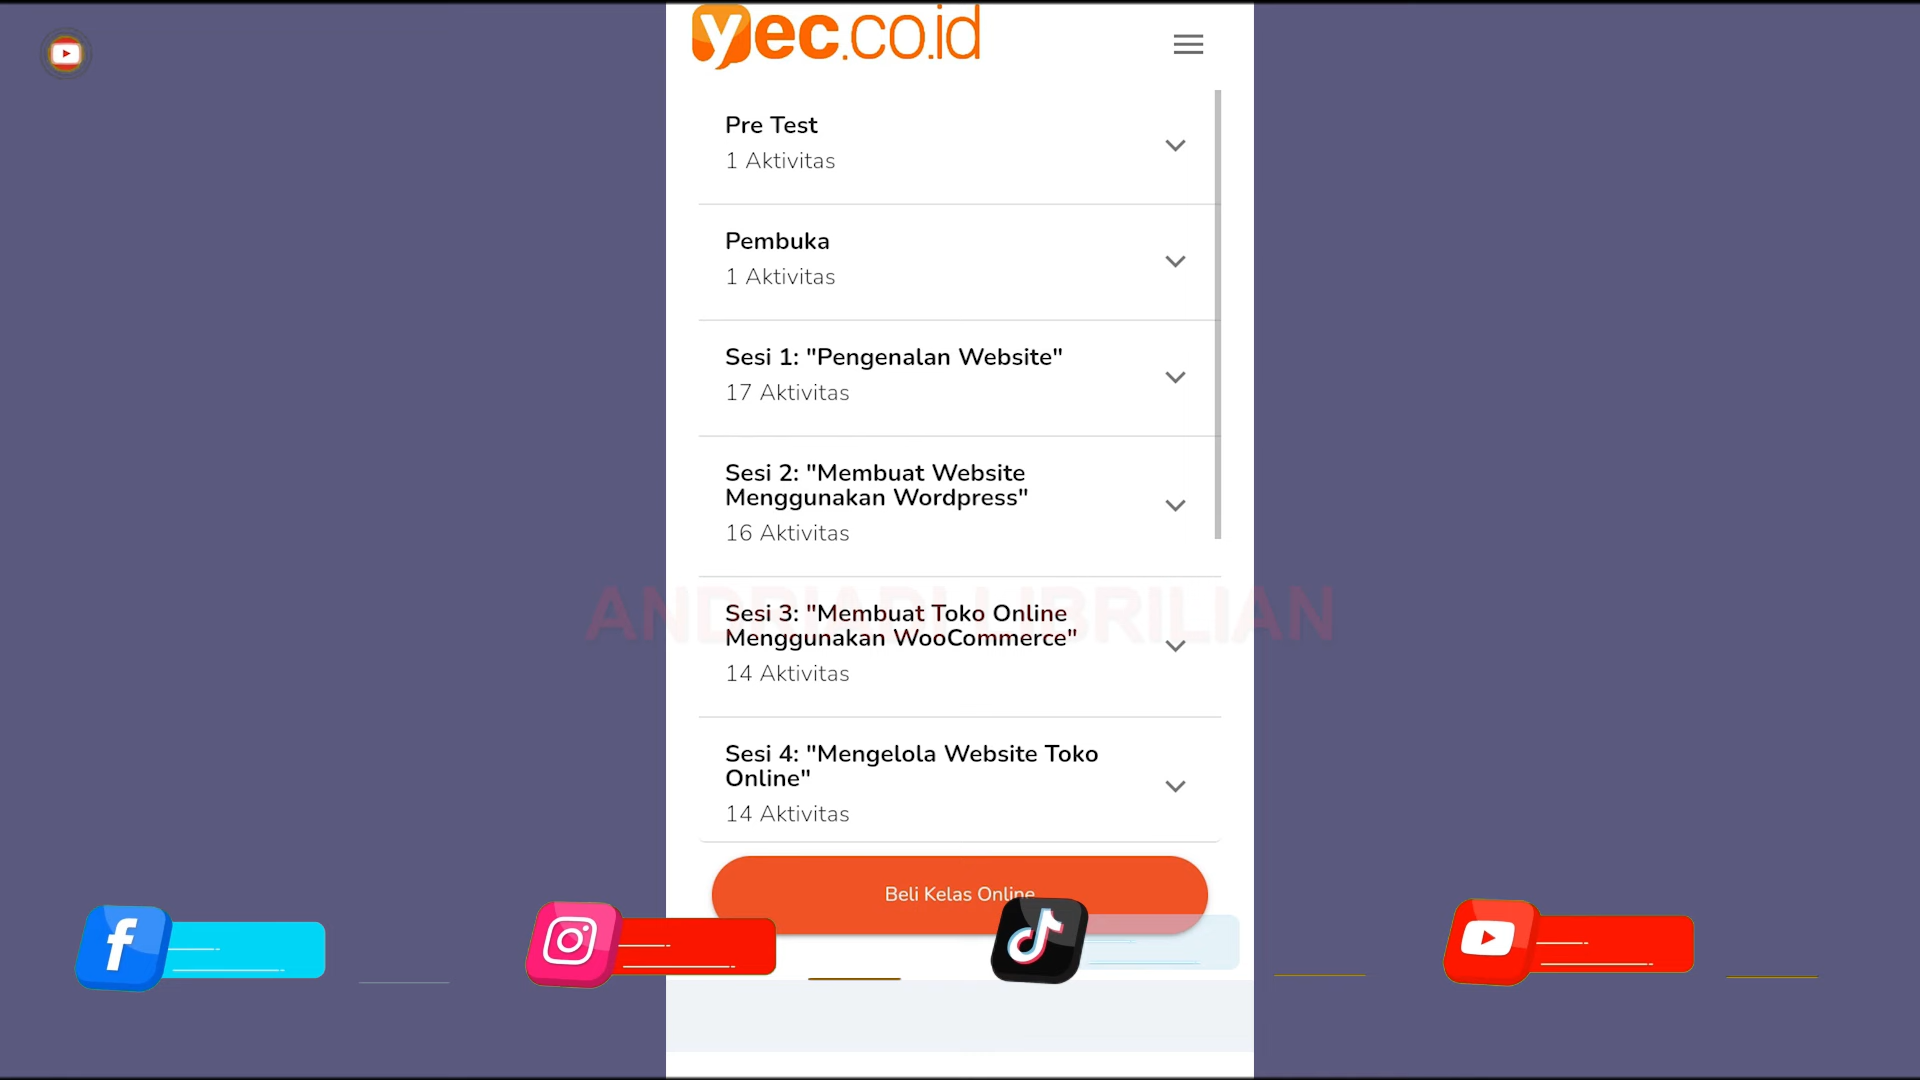 yec.co.id
Pre Test
1 Aktivitas
Pembuka
1 Aktivitas
Sesi 1: "Pengenalan Website"
17 Aktivitas
Sesi 2: "Membuat Website
Menggunakan Wordpress"
16 Aktivitas
ANDRIADI LIBRILIAN
Sesi 3: "Membuat Toko Online
Menggunakan WooCommerce"
14 Aktivitas
Sesi 4: "Mengelola Website Toko
Online"
14 Aktivitas
Beli Kelas Online